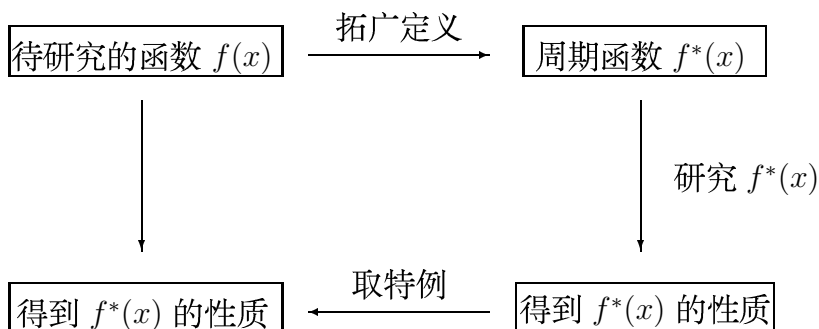 待研究的函数 f(x)
拓广定义
周期函数 f*(x)
研究 f*(x)
得到 f*(x) 的性质
取特例
得到 f*(x) 的性质